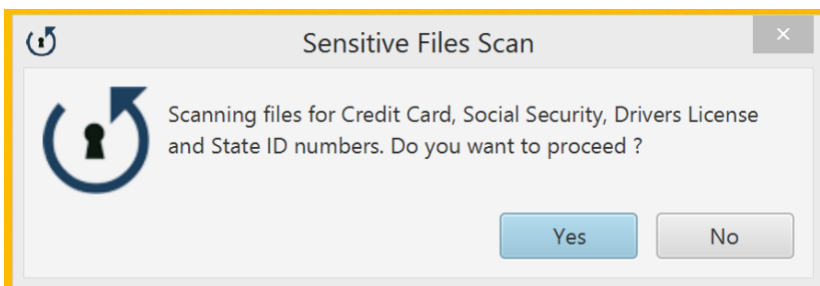 Sensitive Files Scan
Scanning files for Credit Card, Social Security, Drivers License
and State ID numbers. Do you want to proceed ?
Yes
No